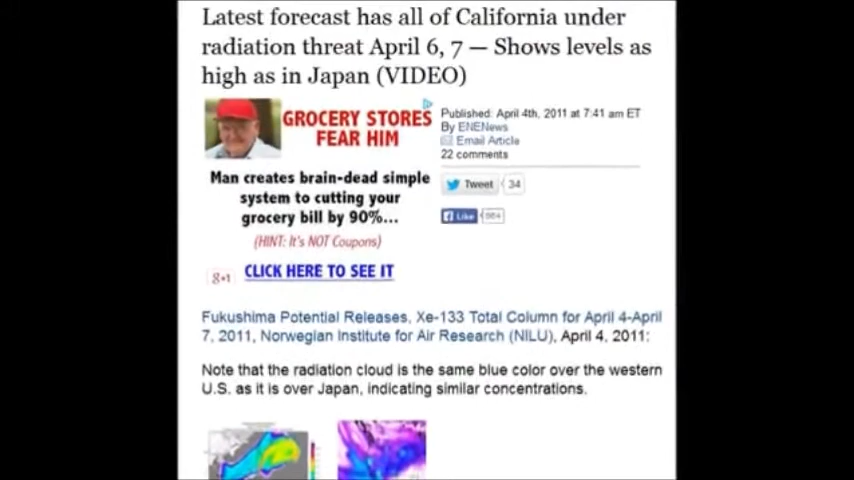 Latest forecast has all of California under
radiation threat April 6, 7 — Shows levels as
high as in Japan (VIDEO)
GROCERY STORES
FEAR HIM
Man creates brain-dead simple
system to cutting your
grocery bill by 90%...
(HINT: It's NOT Coupons)
CLICK HERE TO SEE IT
g+1
Published: April 4th, 2011 at 7:41 am ET
By ENENews
Email Article
22 comments
Tweet 34
Like
Fukushima Potential Releases, Xe-133 Total Column for April 4-April
7, 2011, Norwegian Institute for Air Research (NILU), April 4, 2011:
Note that the radiation cloud is the same blue color over the western
U.S. as it is over Japan, indicating similar concentrations.